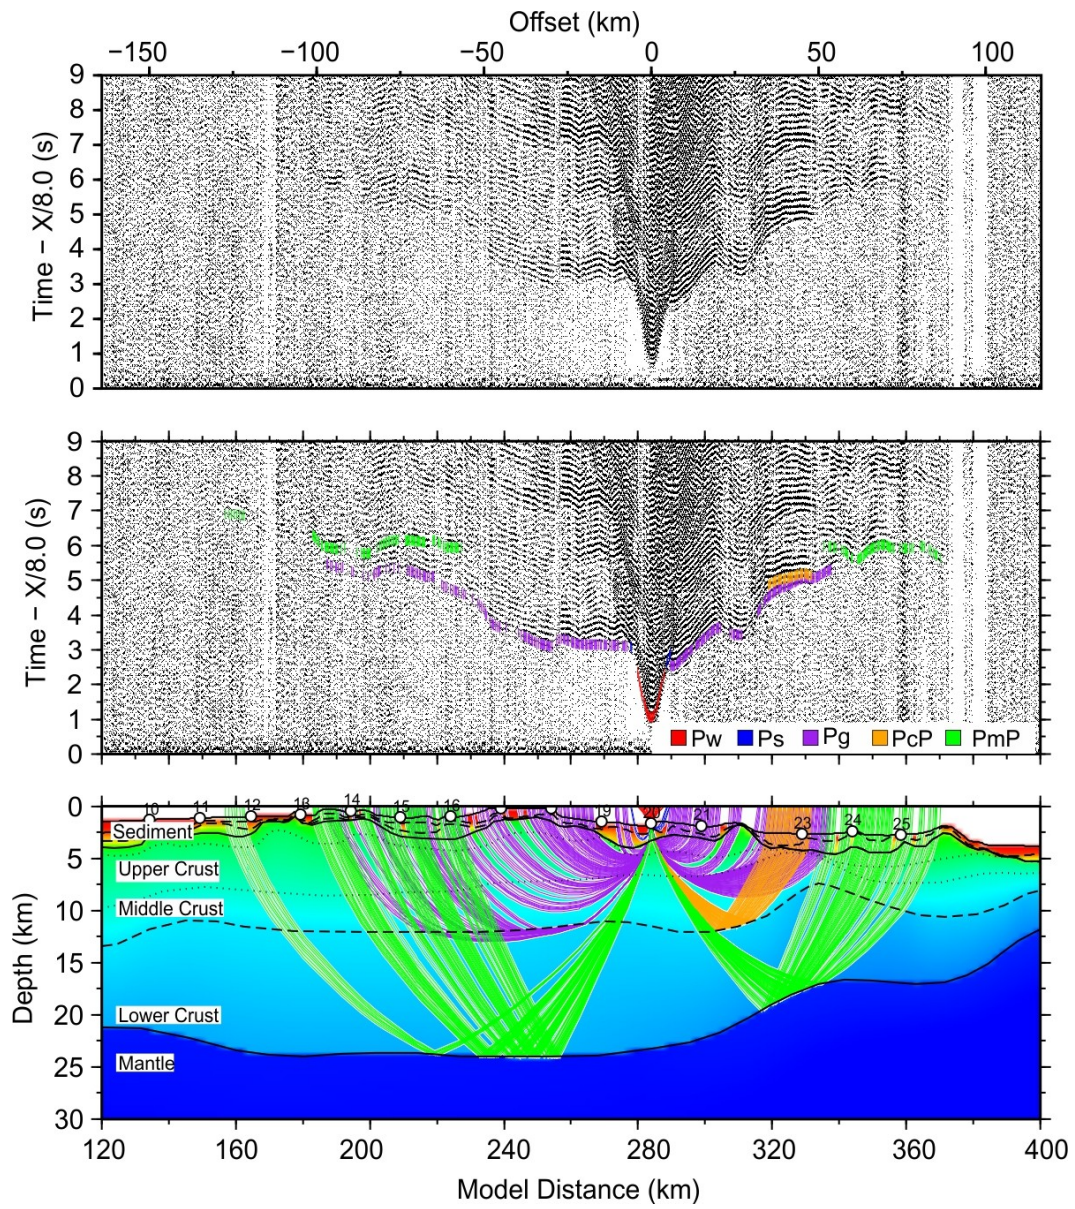 Offset (km)
−150 −100 −50 0 50 100
9
8
7
6
5
4
3
2
1
0
Time − X/8.0 (s)
9
8
7
6
5
4
3
2
1
0
Time − X/8.0 (s)
Pw Ps Pg PcP PmP
0
5
10
15
20
25
30
Depth (km)
10 11 12 13 14 15 16 19 20 21 23 24 25
Sediment
Upper Crust
Middle Crust
Lower Crust
Mantle
120 160 200 240 280 320 360 400
Model Distance (km)